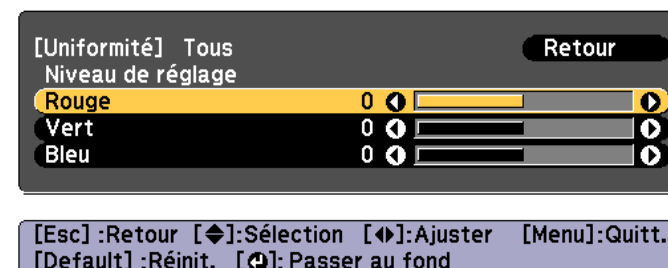 [Uniformité] Tous Retour
Niveau de réglage
Rouge 0
Vert 0
Bleu 0
[Esc] :Retour [◆]:Sélection [◀▶]:Ajuster [Menu]:Quitt.
[Default] :Réinit. [↵]: Passer au fond